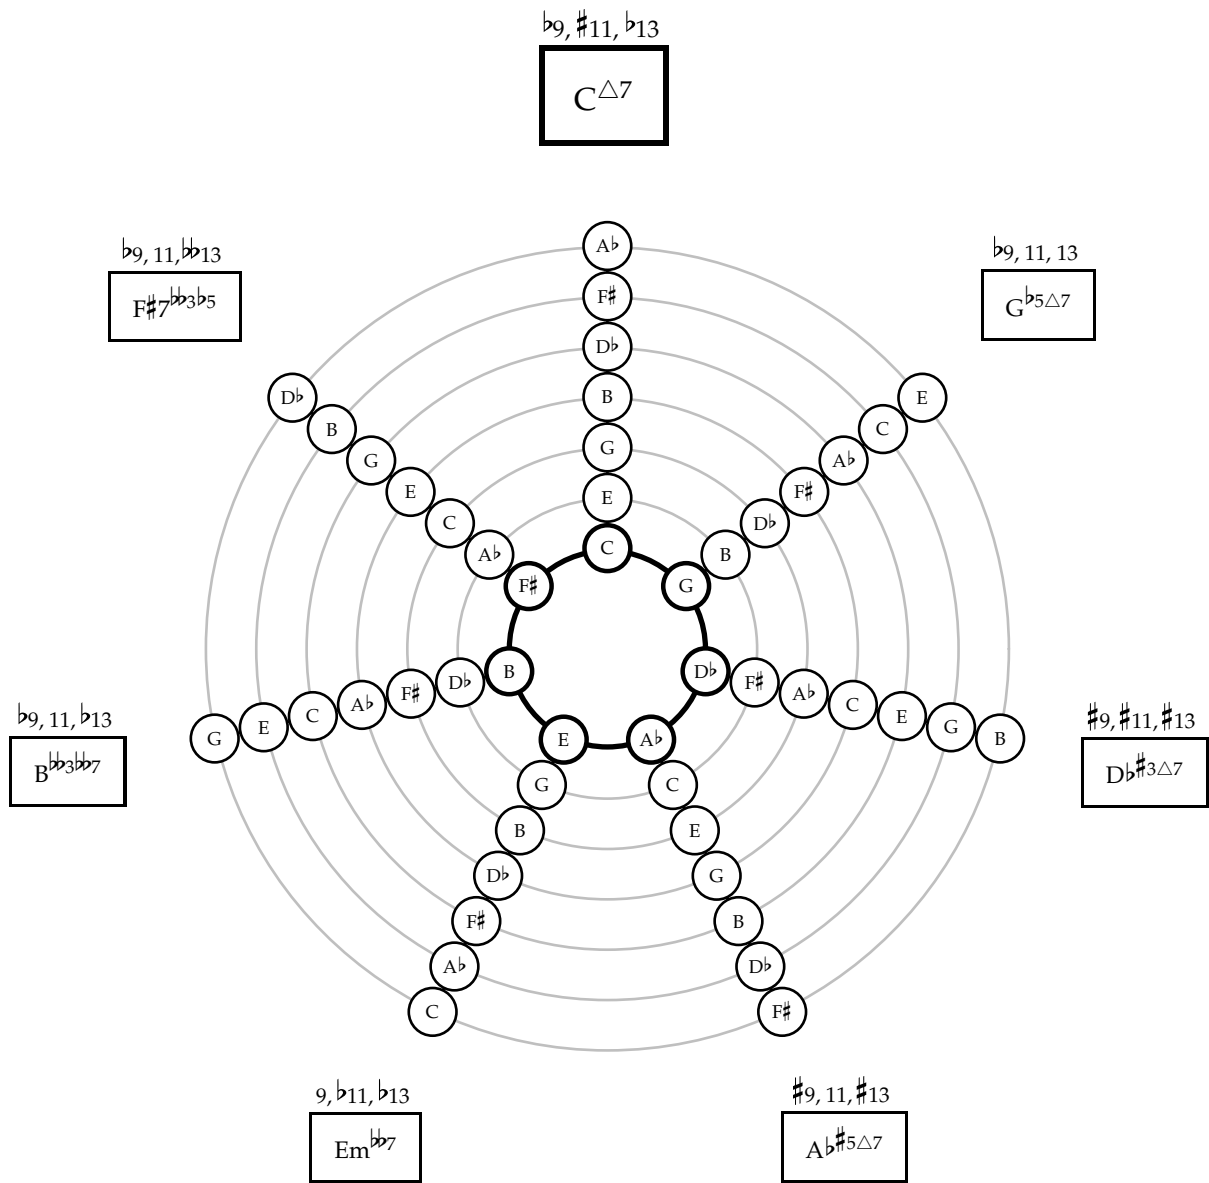 ♭9, ♯11, ♭13
C△7
♭9, 11, 𝄫13
F♯7𝄫3♭5
♭9, 11, 13
G♭5△7
A♭
F♯
D♭
B
G
E
C
D♭
B
G
E
C
A♭
F♯
E
C
A♭
F♯
D♭
B
G
G
E
C
A♭
F♯
D♭
B
D♭
F♯
A♭
C
E
G
B
♭9, 11, ♭13
B𝄫3𝄫7
♯9, ♯11, ♯13
D♭♯3△7
E
G
B
D♭
F♯
A♭
C
A♭
C
E
G
B
D♭
F♯
9, ♭11, ♭13
Em𝄫7
♯9, 11, ♯13
A♭♯5△7